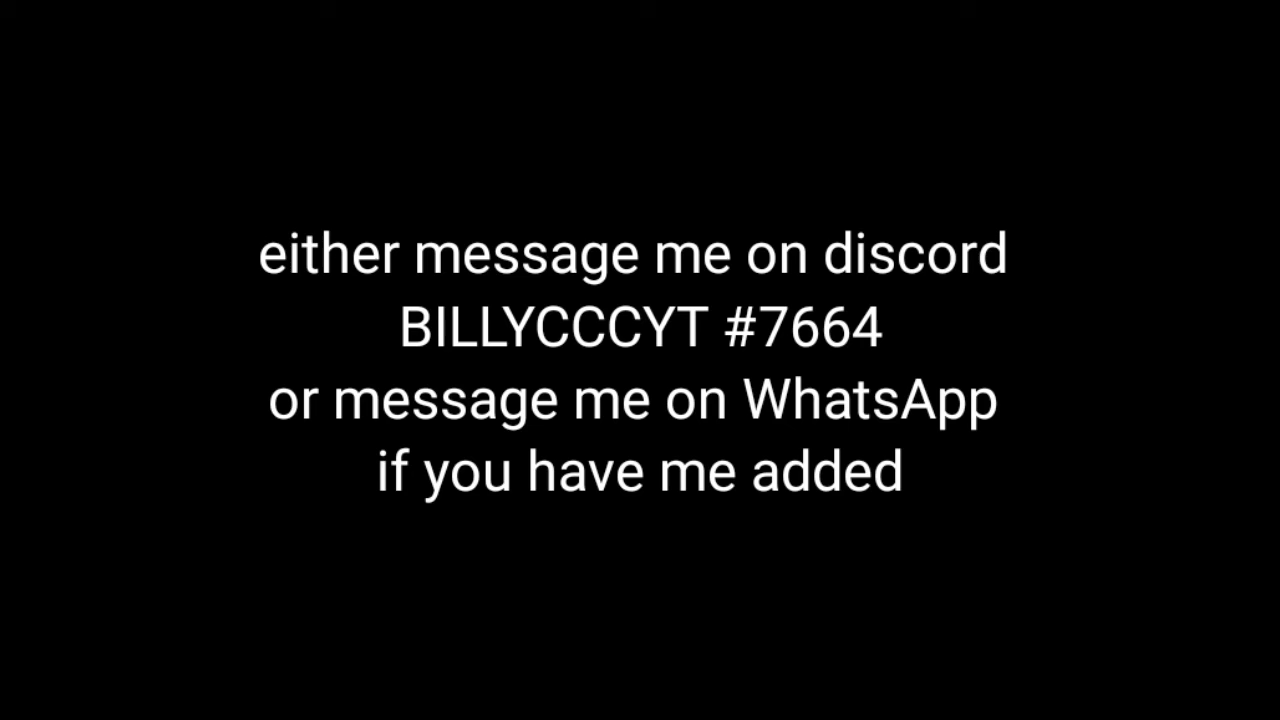 either message me on discord
BILLYCCCYT #7664
or message me on WhatsApp
if you have me added